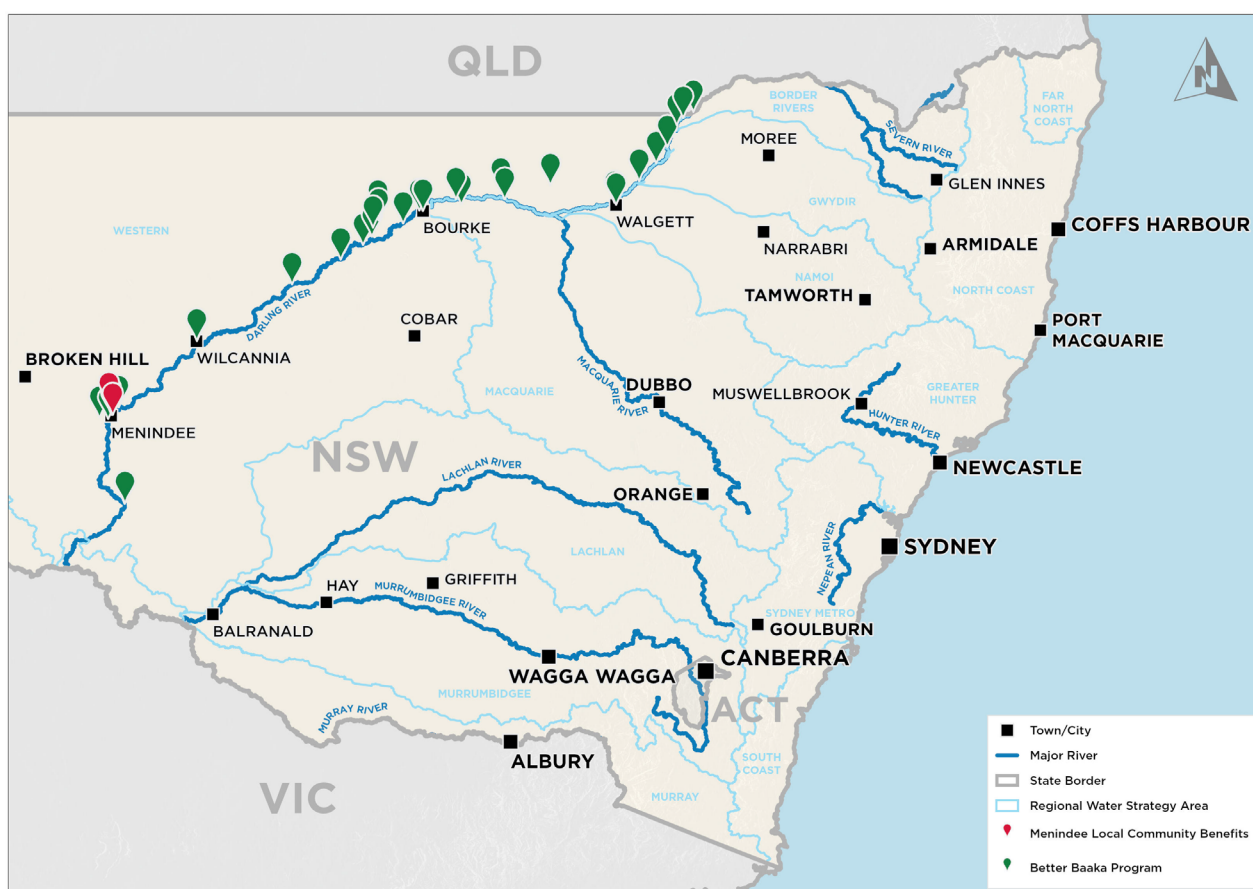 QLD
N
FAR
NORTH
COAST
BORDER
RIVERS
SEVERN RIVER
MOREE
GLEN INNES
GWYDIR
WALGETT
BOURKE
WESTERN
COFFS HARBOUR
ARMIDALE
NARRABRI
NAMOI
NORTH COAST
TAMWORTH
DARLING RIVER
COBAR
PORT
MACQUARIE
WILCANNIA
BROKEN HILL
MACQUARIE
MACQUARIE
RIVER
DUBBO
MUSWELLBROOK
GREATER
HUNTER
HUNTER RIVER
MENINDEE
NSW
LACHLAN RIVER
NEWCASTLE
ORANGE
SYDNEY
NEPEAN RIVER
LACHLAN
GRIFFITH
HAY
MURRUMBIDGEE RIVER
BALRANALD
SYDNEY METRO
GOULBURN
CANBERRA
WAGGA WAGGA
MURRUMBIDGEE
ACT
MURRAY RIVER
ALBURY
SOUTH
COAST
MURRAY
VIC
Town/City
Major River
State Border
Regional Water Strategy Area
Menindee Local Community Benefits
Better Baaka Program